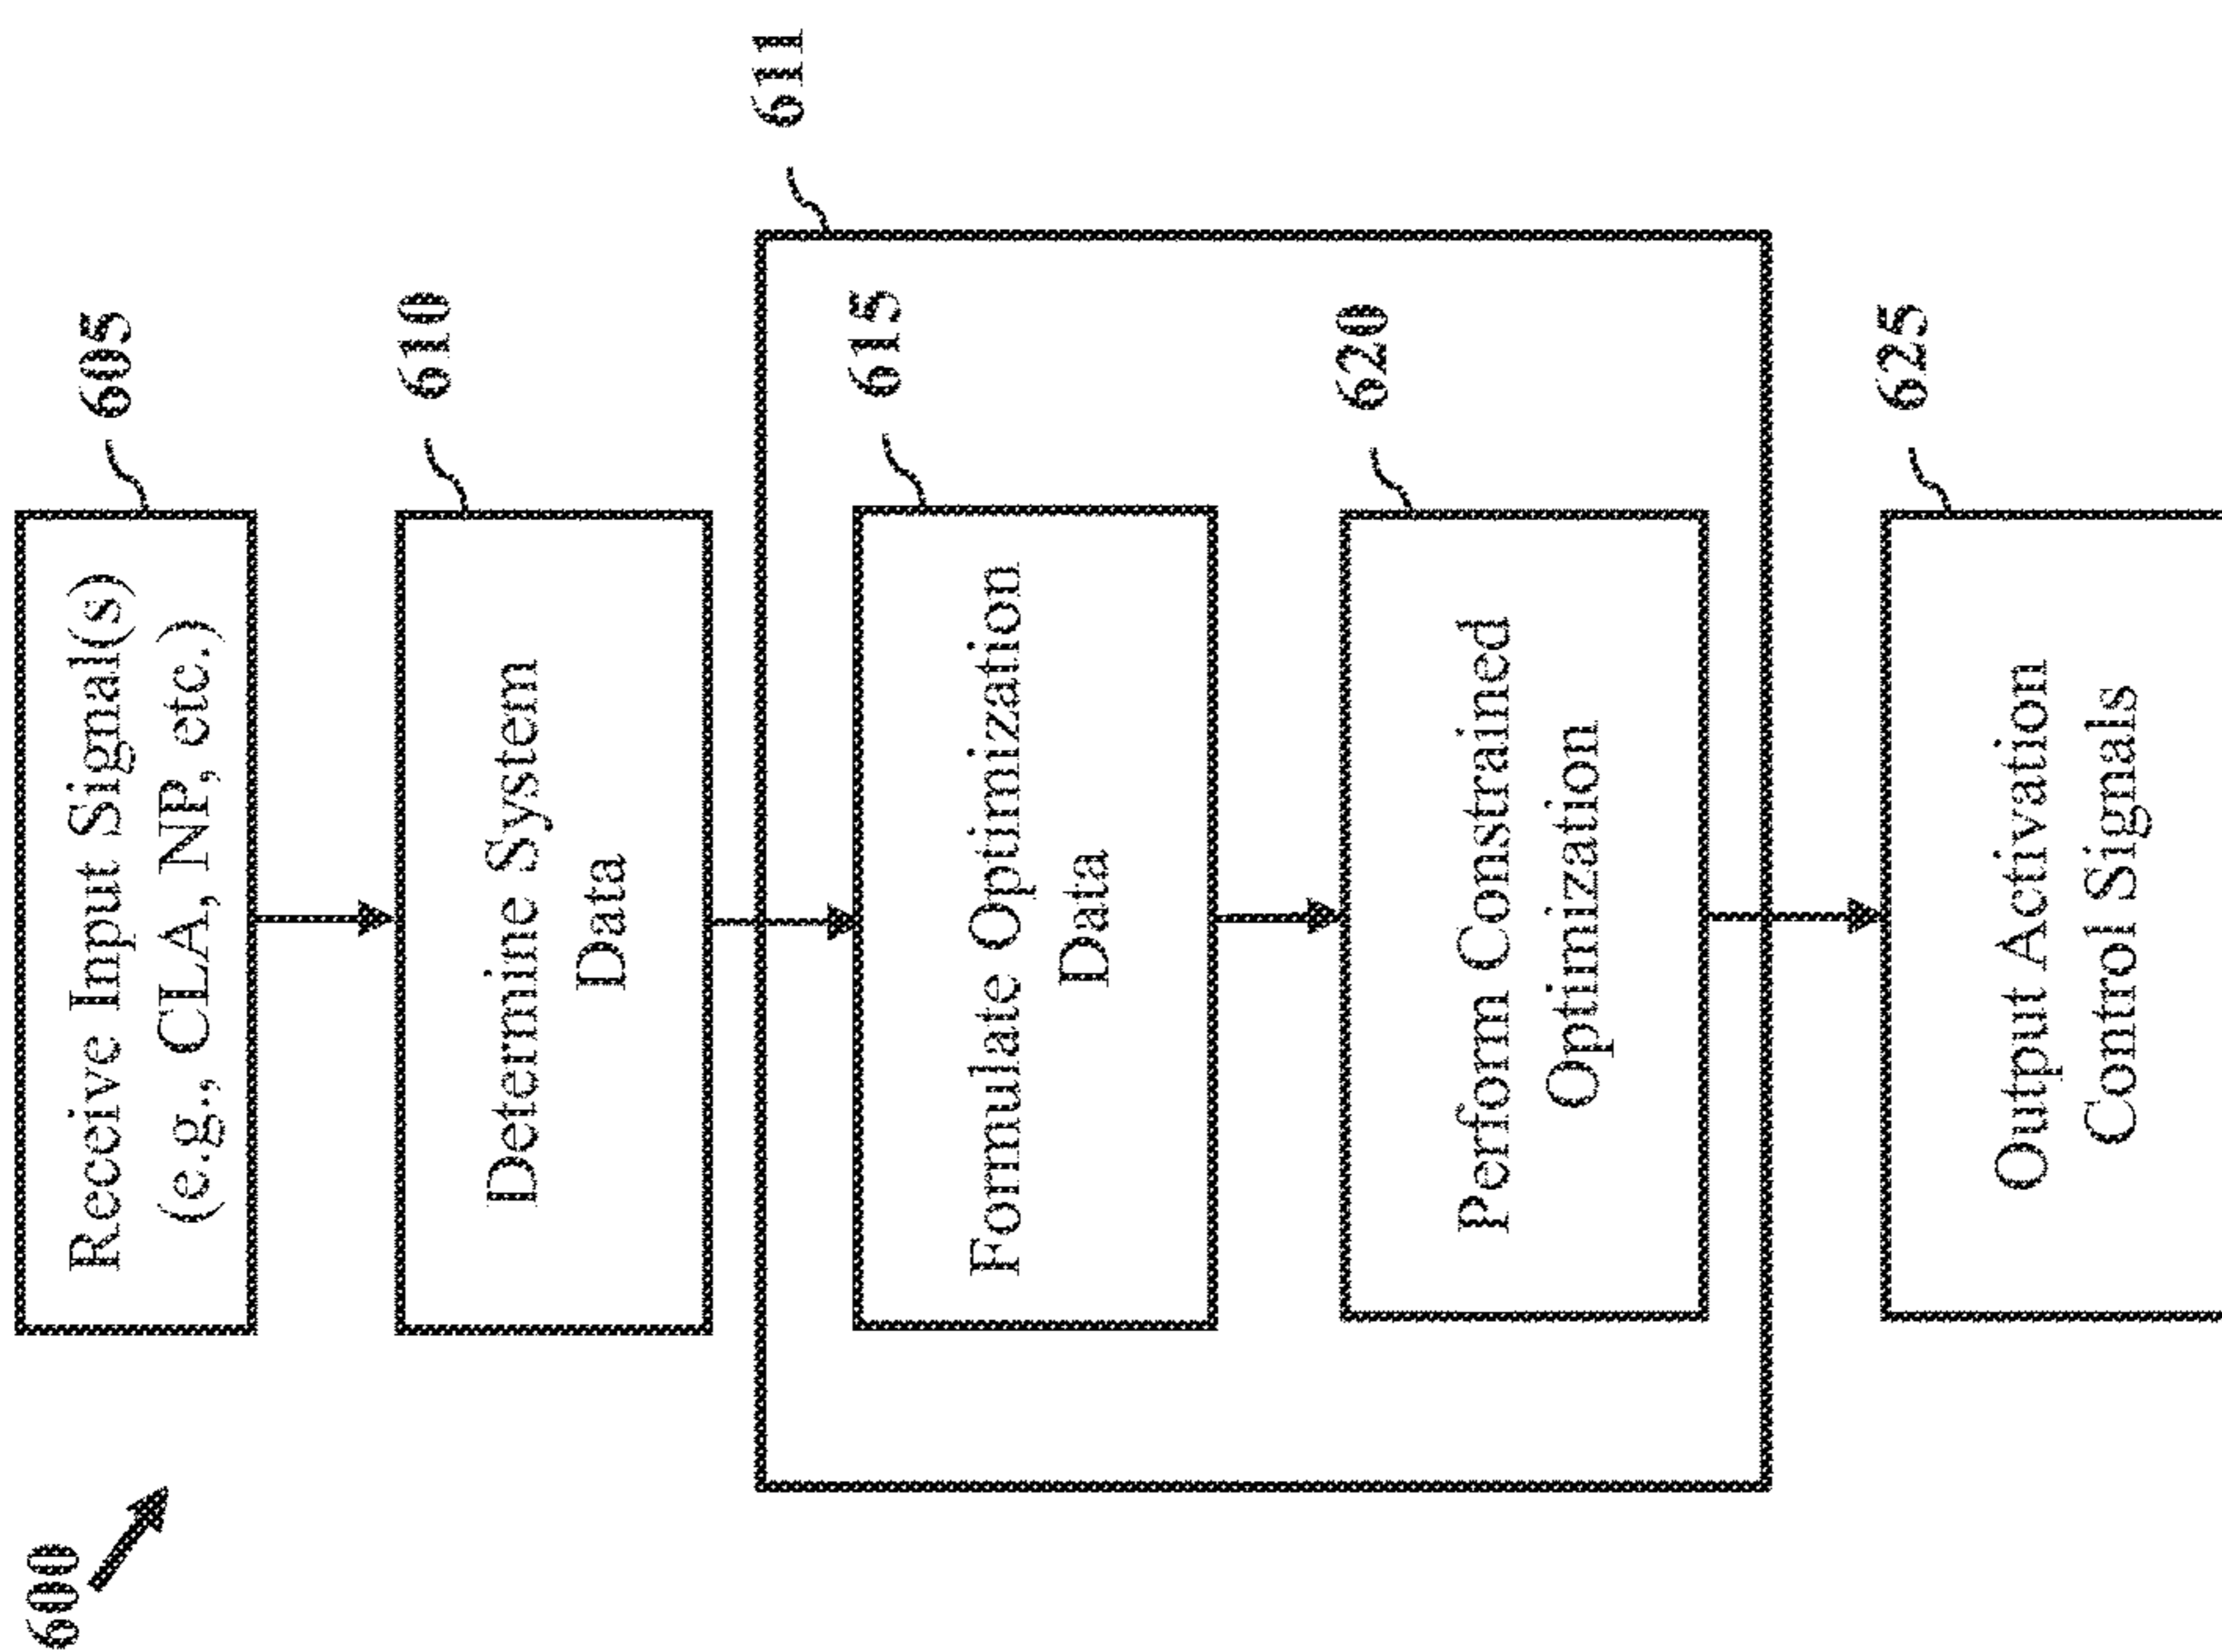 600
Receive Input Signal(s)
(e.g., CLA, NP, etc.)
605
Determine System
Data
610
611
Formulate Optimization
Data
615
Perform Constrained
Optimization
620
Output Activation
Control Signals
625